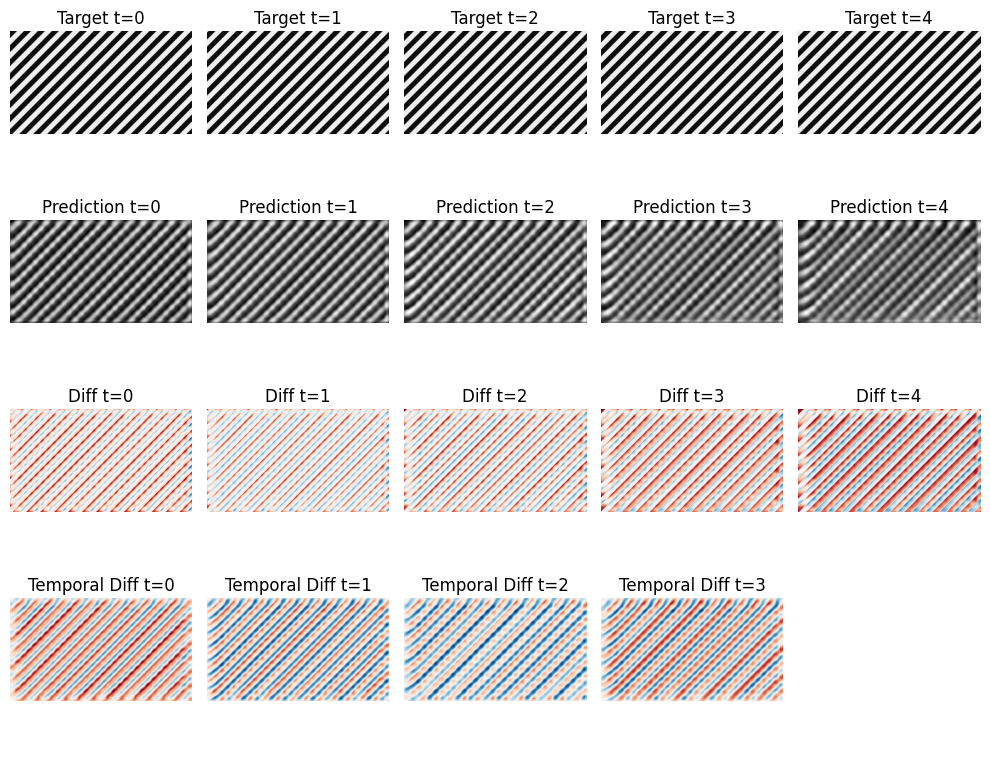 Target t=0 Target t=1 Target t=2 Target t=3 Target t=4
Prediction t=0 Prediction t=1 Prediction t=2 Prediction t=3 Prediction t=4
Diff t=0 Diff t=1 Diff t=2 Diff t=3 Diff t=4
Temporal Diff t=0 Temporal Diff t=1 Temporal Diff t=2 Temporal Diff t=3